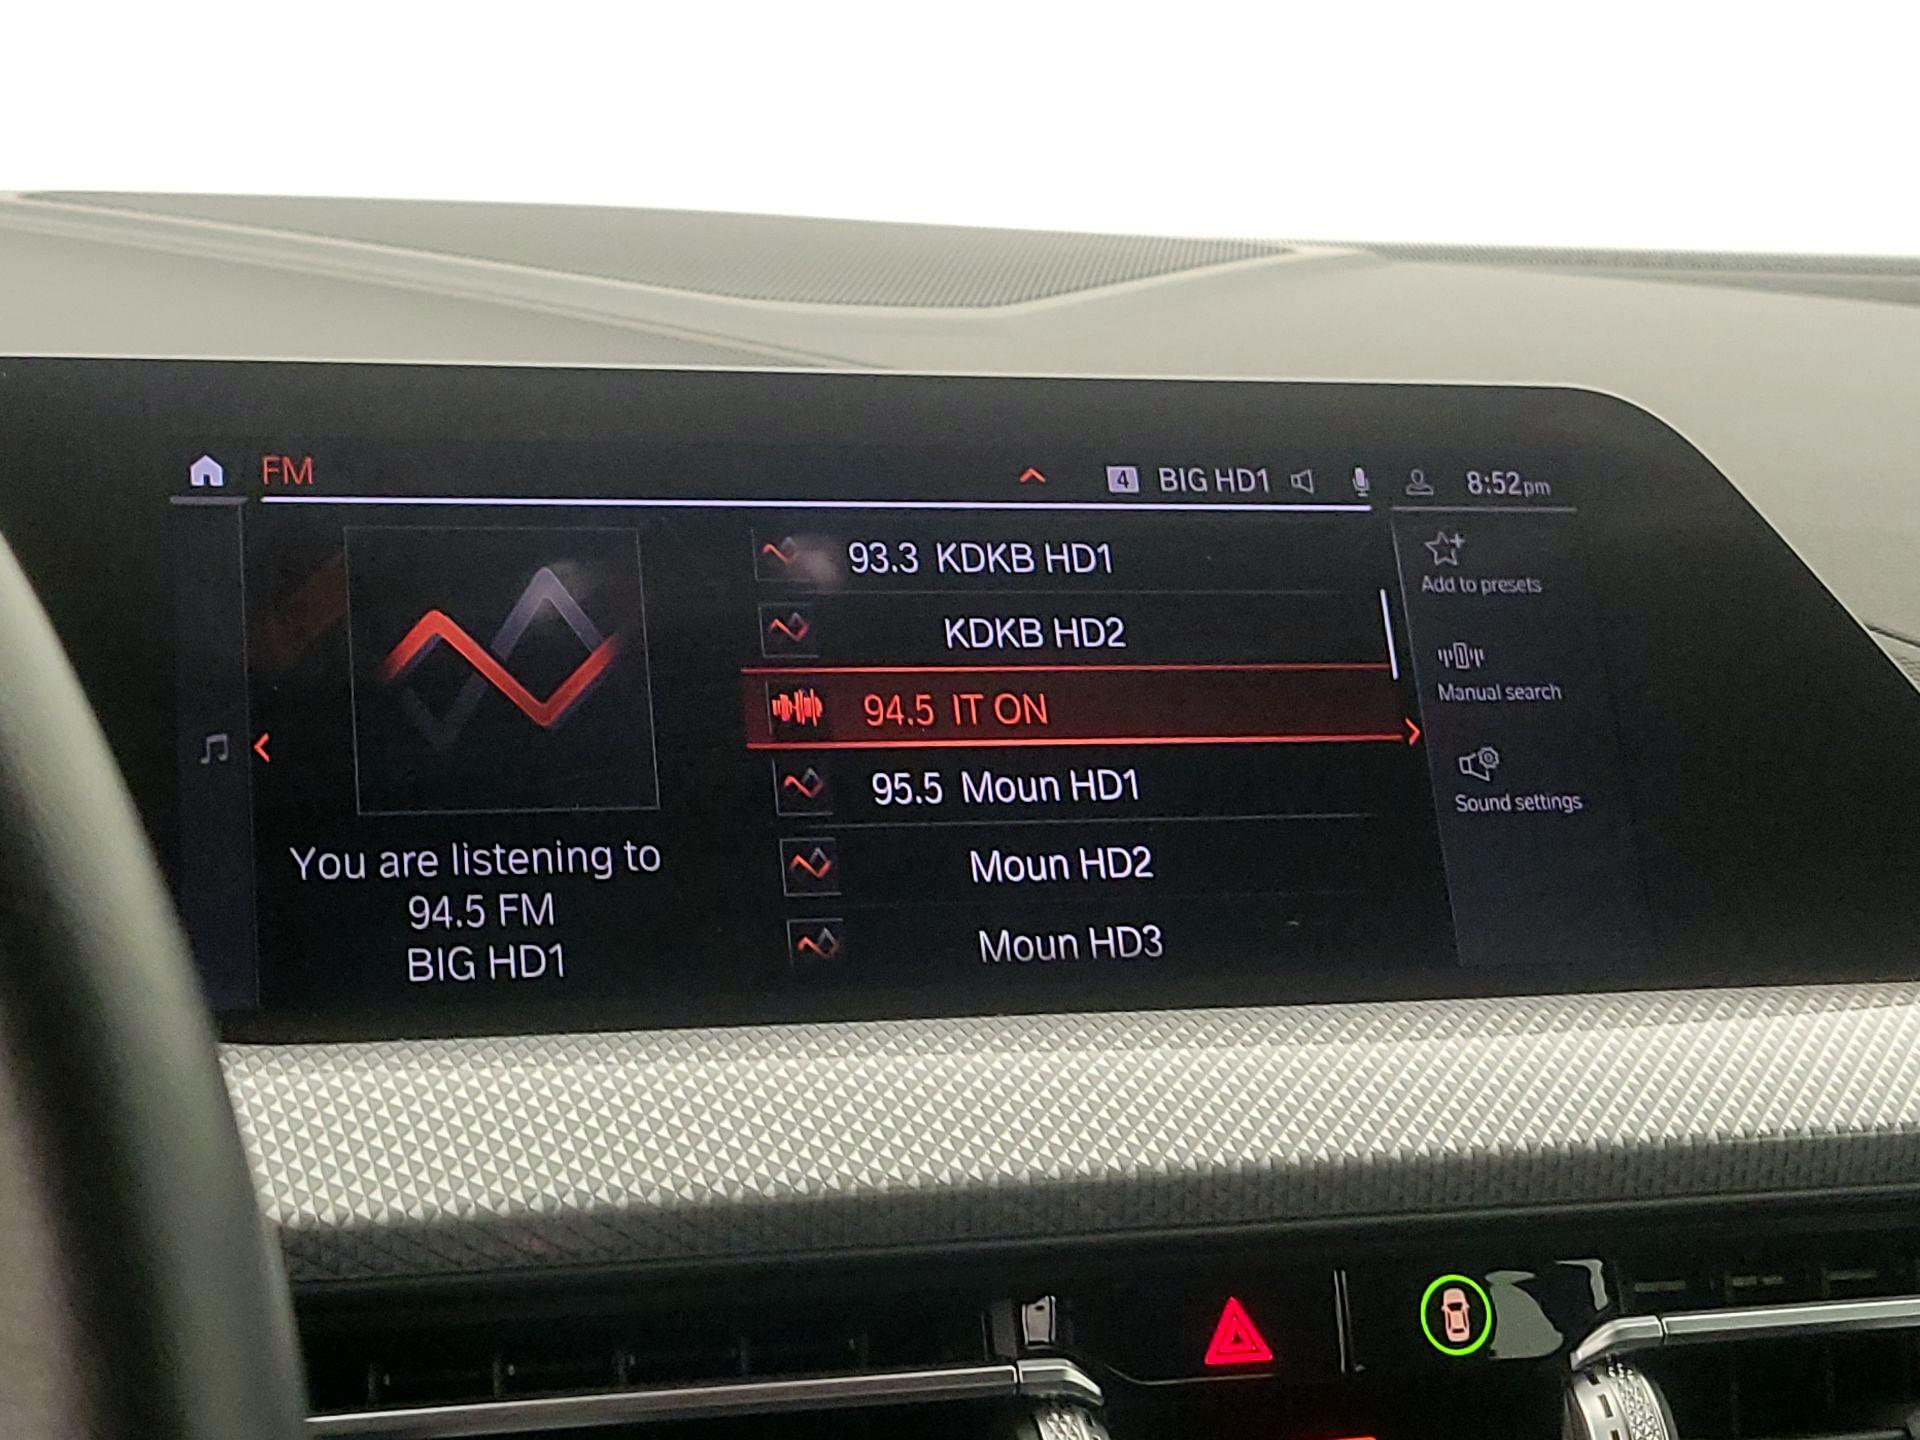 FM
4 BIG HD1
8:52pm
93.3 KDKB HD1
KDKB HD2
94.5 IT ON
95.5 Moun HD1
Moun HD2
Moun HD3
You are listening to
94.5 FM
BIG HD1
Add to presets
Manual search
Sound settings